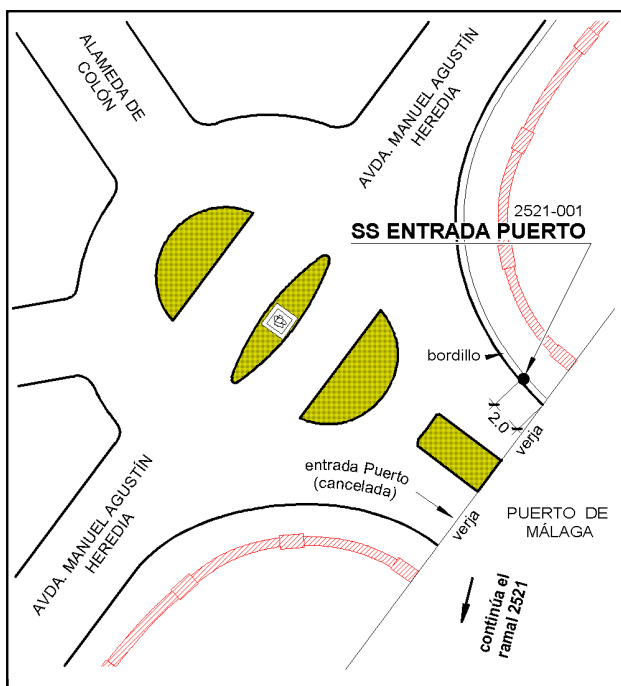 ALAMEDA DE
COLÓN
AVDA. MANUEL AGUSTÍN
HEREDIA
2521-001
SS ENTRADA PUERTO
bordillo
2.0
verja
entrada Puerto
(cancelada)
verja
PUERTO DE
MÁLAGA
AVDA. MANUEL AGUSTÍN
HEREDIA
continúa el
ramal 2521